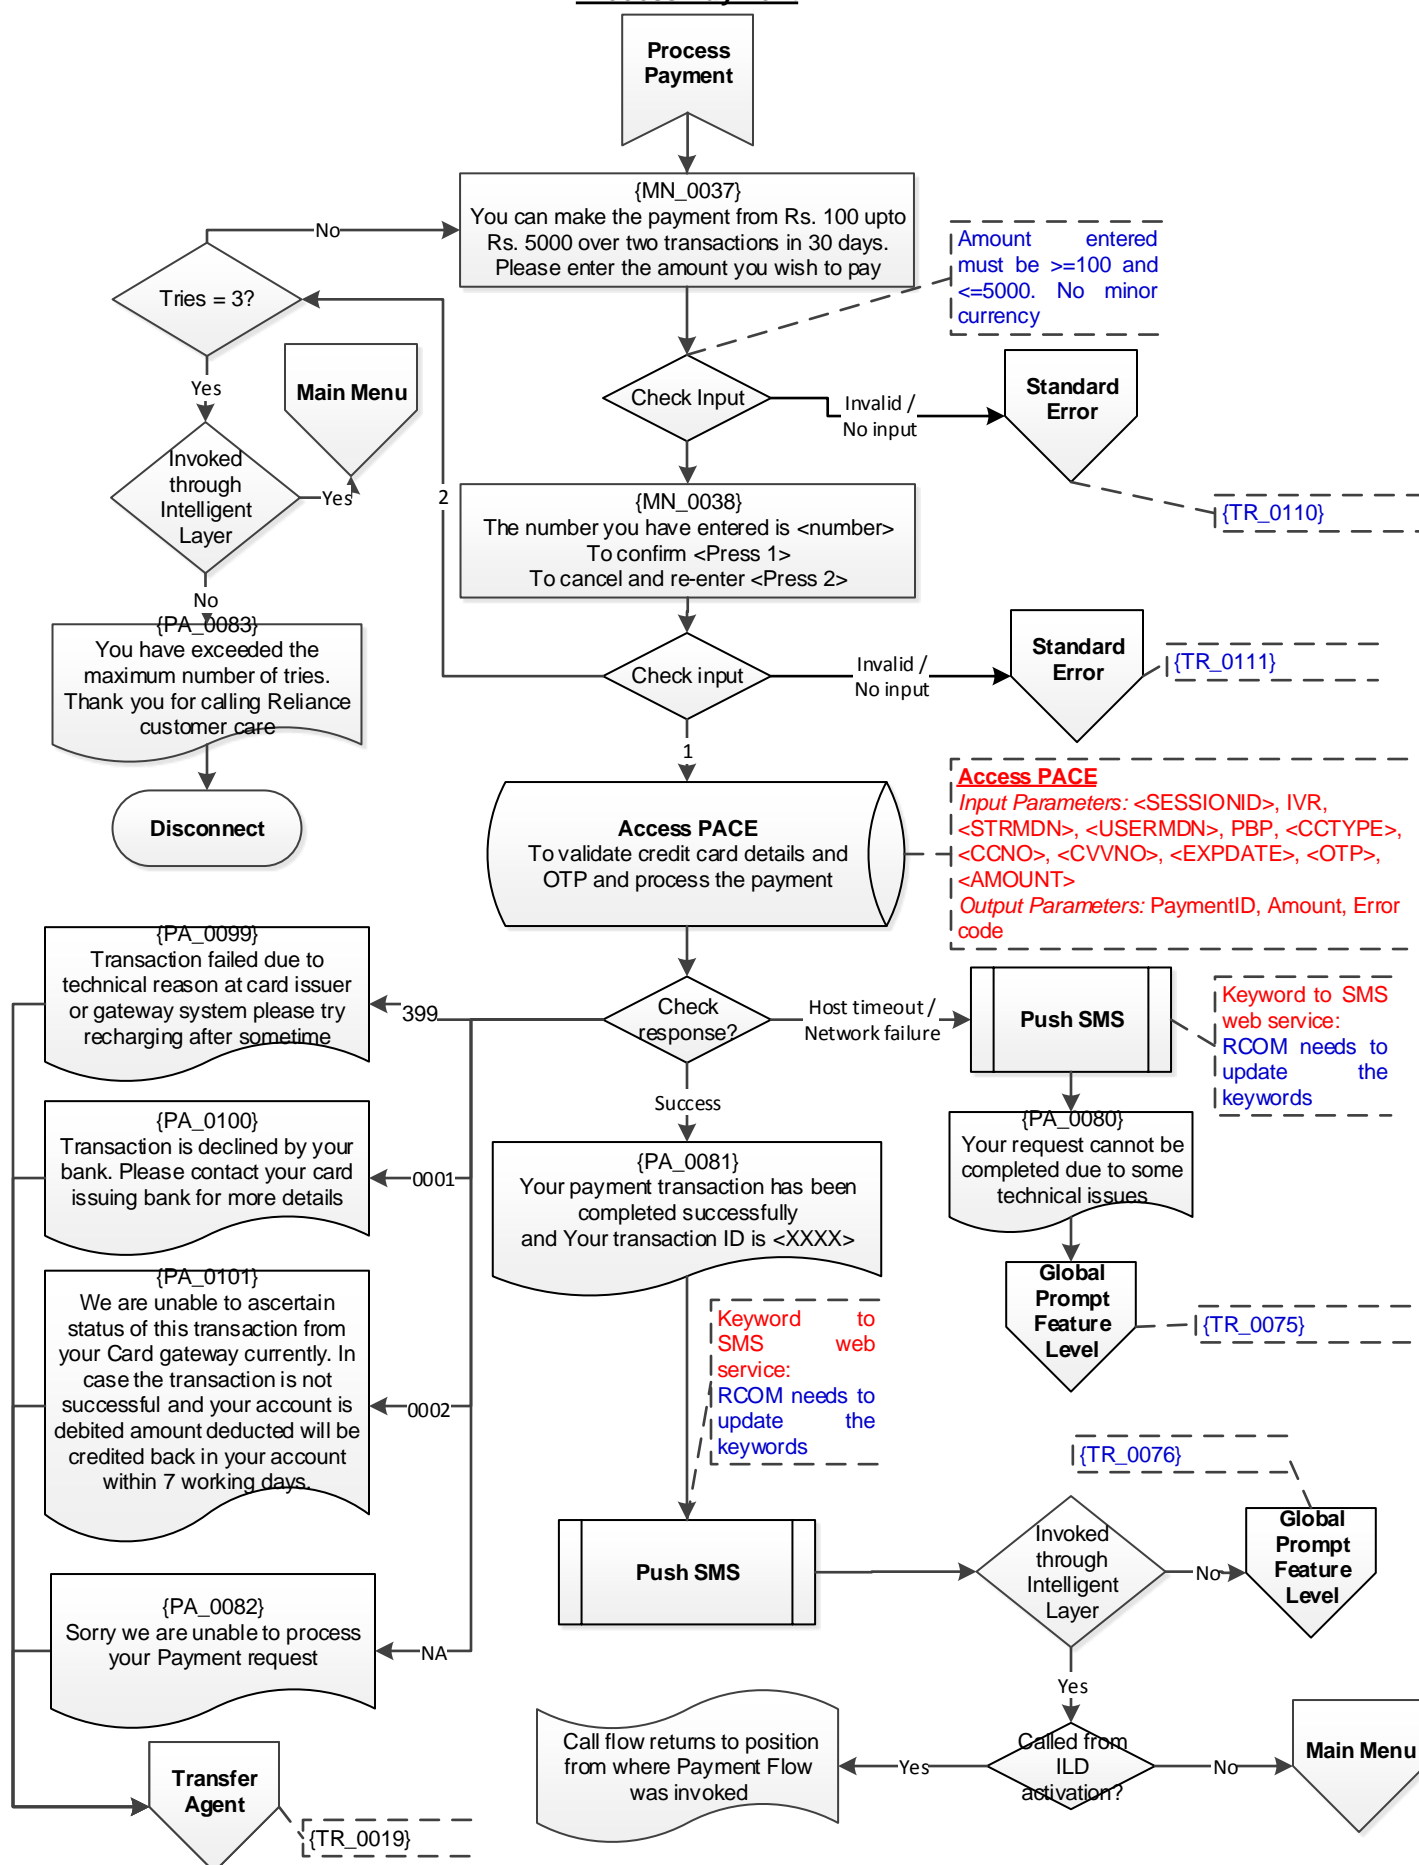 Process
Payment
{MN_0037}
You can make the payment from Rs. 100 upto
Rs. 5000 over two transactions in 30 days.
Please enter the amount you wish to pay
No
Amount entered
must be >=100 and
<=5000. No minor
currency
Tries = 3?
Yes
Main Menu
Check Input
Invalid /
No input
Standard
Error
Invoked
through
Intelligent
Layer
Yes
2
{MN_0038}
The number you have entered is <number>
To confirm <Press 1>
To cancel and re-enter <Press 2>
{TR_0110}
No
{PA_0083}
You have exceeded the
maximum number of tries.
Thank you for calling Reliance
customer care
Check input
Invalid /
No input
Standard
Error
{TR_0111}
1
Disconnect
Access PACE
To validate credit card details and
OTP and process the payment
Access PACE
Input Parameters: <SESSIONID>, IVR,
<STRMDN>, <USERMDN>, PBP, <CCTYPE>,
<CCNO>, <CVVNO>, <EXPDATE>, <OTP>,
<AMOUNT>
Output Parameters: PaymentID, Amount, Error
code
{PA_0099}
Transaction failed due to
technical reason at card issuer
or gateway system please try
recharging after sometime
399
Check
response?
Host timeout /
Network failure
Push SMS
Keyword to SMS
web service:
RCOM needs to
update the
keywords
Success
{PA_0100}
Transaction is declined by your
bank. Please contact your card
issuing bank for more details
0001
{PA_0081}
Your payment transaction has been
completed successfully
and Your transaction ID is <XXXX>
{PA_0080}
Your request cannot be
completed due to some
technical issues
{PA_0101}
We are unable to ascertain
status of this transaction from
your Card gateway currently. In
case the transaction is not
successful and your account is
debited amount deducted will be
credited back in your account
within 7 working days.
0002
Keyword to
SMS web
service:
RCOM needs to
update the
keywords
Global
Prompt
Feature
Level
{TR_0075}
{TR_0076}
Push SMS
Invoked
through
Intelligent
Layer
No
Global
Prompt
Feature
Level
{PA_0082}
Sorry we are unable to process
your Payment request
NA
Yes
Call flow returns to position
from where Payment Flow
was invoked
Yes
Called from
ILD
activation?
No
Main Menu
Transfer
Agent
{TR_0019}